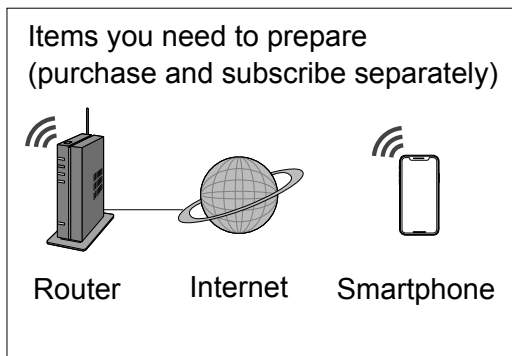 Items you need to prepare
(purchase and subscribe separately)
Router
Internet
Smartphone